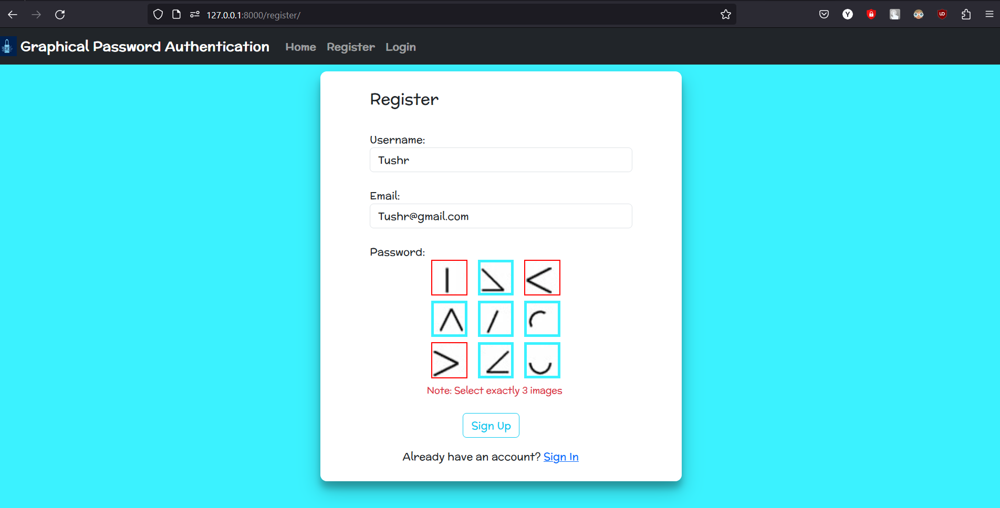 127.0.0.1:8000/register/
Graphical Password Authentication Home Register Login
Register
Username:
Tushr
Email:
Tushr@gmail.com
Password:
Note: Select exactly 3 images
Sign Up
Already have an account? Sign In